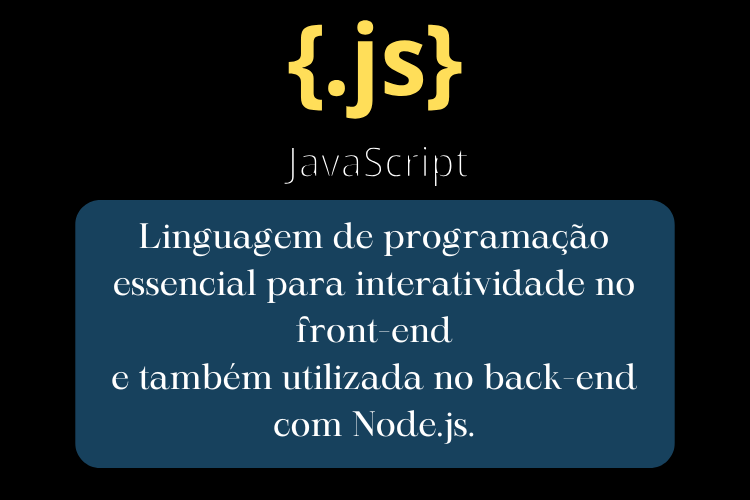 {.js}
JavaScript
Linguagem de programação
essencial para interatividade no
front-end
e também utilizada no back-end
com Node.js.